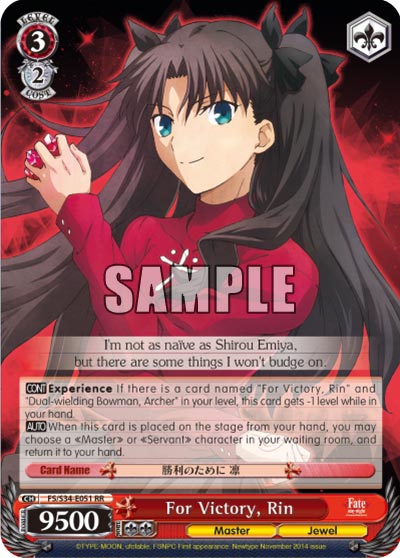 LEVEL
3
2
COST
SAMPLE
I'm not as naïve as Shirou Emiya,
but there are some things I won't budge on.
CONT Experience If there is a card named "For Victory, Rin" and
"Dual-wielding Bowman, Archer" in your level, this card gets -1 level while in
your hand.
AUTO When this card is placed on the stage from your hand, you may
choose a «Master» or «Servant» character in your waiting room, and
return it to your hand.
Card Name 勝利のために 凛
CH FS/S34-E051 RR
9500
For Victory, Rin
Fate
Master Jewel
©TYPE-MOON, ufotable, FSNPC First appearance: Newtype November 2014 issue